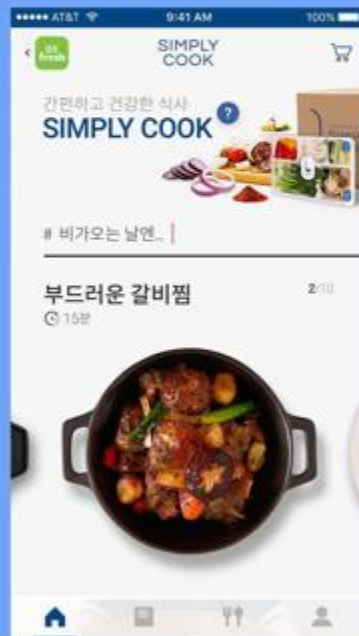 AT&T 9:41 AM 100%
GS
fresh
SIMPLY
COOK
간편하고 건강한 식사
SIMPLY COOK ?
# 비가오는 날엔..
부드러운 갈비찜
2/10
15분